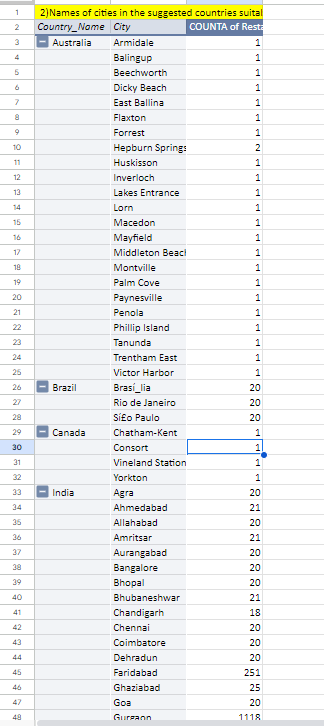 1 2)Names of cities in the suggested countries suital
2 Country_Name City COUNTA of Resta
3 Australia Armidale 1
4 Balingup 1
5 Beechworth 1
6 Dicky Beach 1
7 East Ballina 1
8 Flaxton 1
9 Forrest 1
10 Hepburn Springs 2
11 Huskisson 1
12 Inverloch 1
13 Lakes Entrance 1
14 Lorn 1
15 Macedon 1
16 Mayfield 1
17 Middleton Beach 1
18 Montville 1
19 Palm Cove 1
20 Paynesville 1
21 Penola 1
22 Phillip Island 1
23 Tanunda 1
24 Trentham East 1
25 Victor Harbor 1
26 Brazil Brasí_lia 20
27 Rio de Janeiro 20
28 Sí£o Paulo 20
29 Canada Chatham-Kent 1
30 Consort 1
31 Vineland Station 1
32 Yorkton 1
33 India Agra 20
34 Ahmedabad 21
35 Allahabad 20
36 Amritsar 21
37 Aurangabad 20
38 Bangalore 20
39 Bhopal 20
40 Bhubaneshwar 21
41 Chandigarh 18
42 Chennai 20
43 Coimbatore 20
44 Dehradun 20
45 Faridabad 251
46 Ghaziabad 25
47 Goa 20
48 Gurgaon 1118